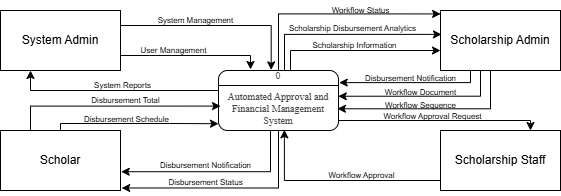 Workflow Status
System Management
Scholarship Disbursement Analytics
System Admin
Scholarship Admin
User Management
Scholarship Information
0
Disbursement Notification
System Reports
Workflow Document
Automated Approval and
Financial Management
System
Disbursement Total
Workflow Sequence
Disbursement Schedule
Workflow Approval Request
Scholar
Scholarship Staff
Disbursement Notification
Workflow Approval
Disbursement Status